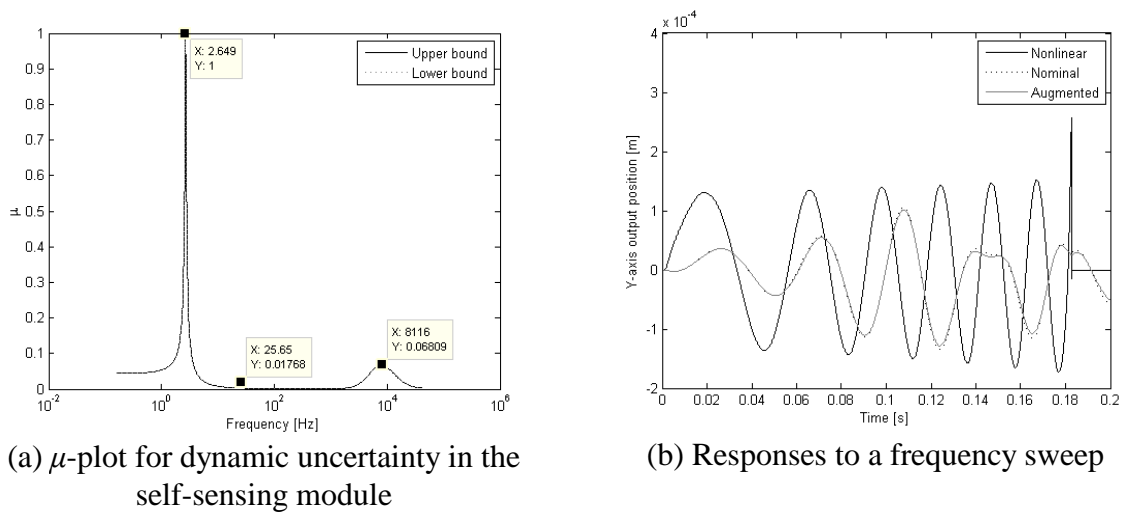 1
0.9
0.8
0.7
0.6
0.5
0.4
0.3
0.2
0.1
0
μ
10^-2
10^0
10^2
10^4
10^6
Frequency [Hz]
X: 2.649
Y: 1
X: 25.65
Y: 0.01768
X: 8116
Y: 0.06809
Upper bound
Lower bound
(a) μ-plot for dynamic uncertainty in the
self-sensing module
x 10^-4
4
3
2
1
0
-1
-2
Y-axis output position [m]
0 0.02 0.04 0.06 0.08 0.1 0.12 0.14 0.16 0.18 0.2
Time [s]
Nonlinear
Nominal
Augmented
(b) Responses to a frequency sweep